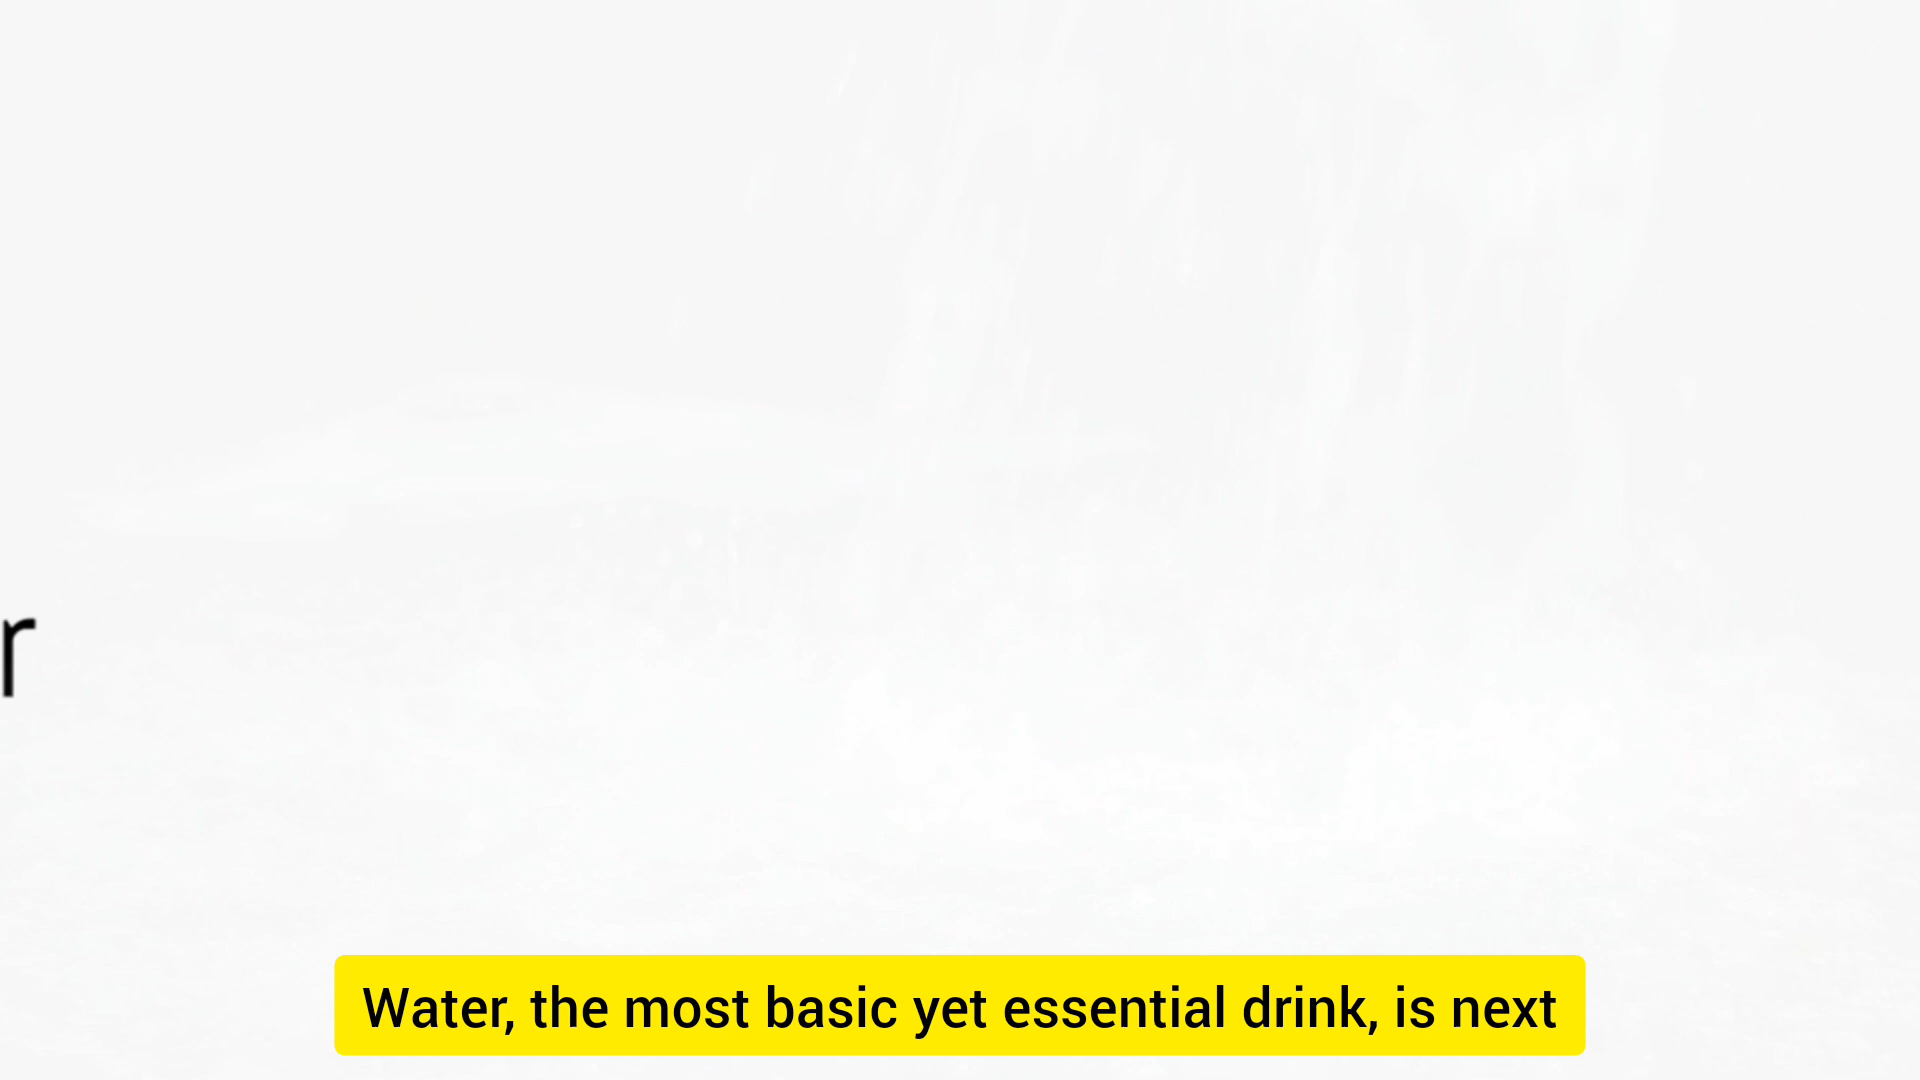 r
Water, the most basic yet essential drink, is next